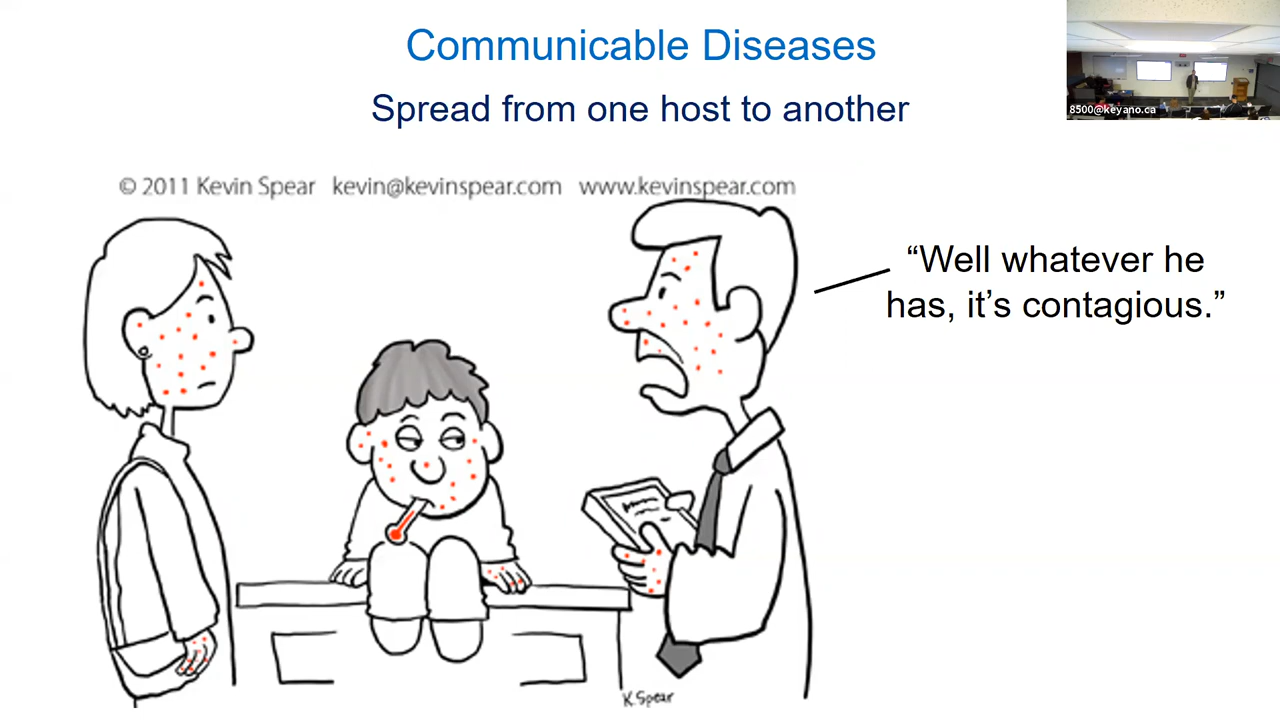 Communicable Diseases
Spread from one host to another
8500@keyano.ca
© 2011 Kevin Spear kevin@kevinspear.com www.kevinspear.com
“Well whatever he
has, it’s contagious.”
K. Spear